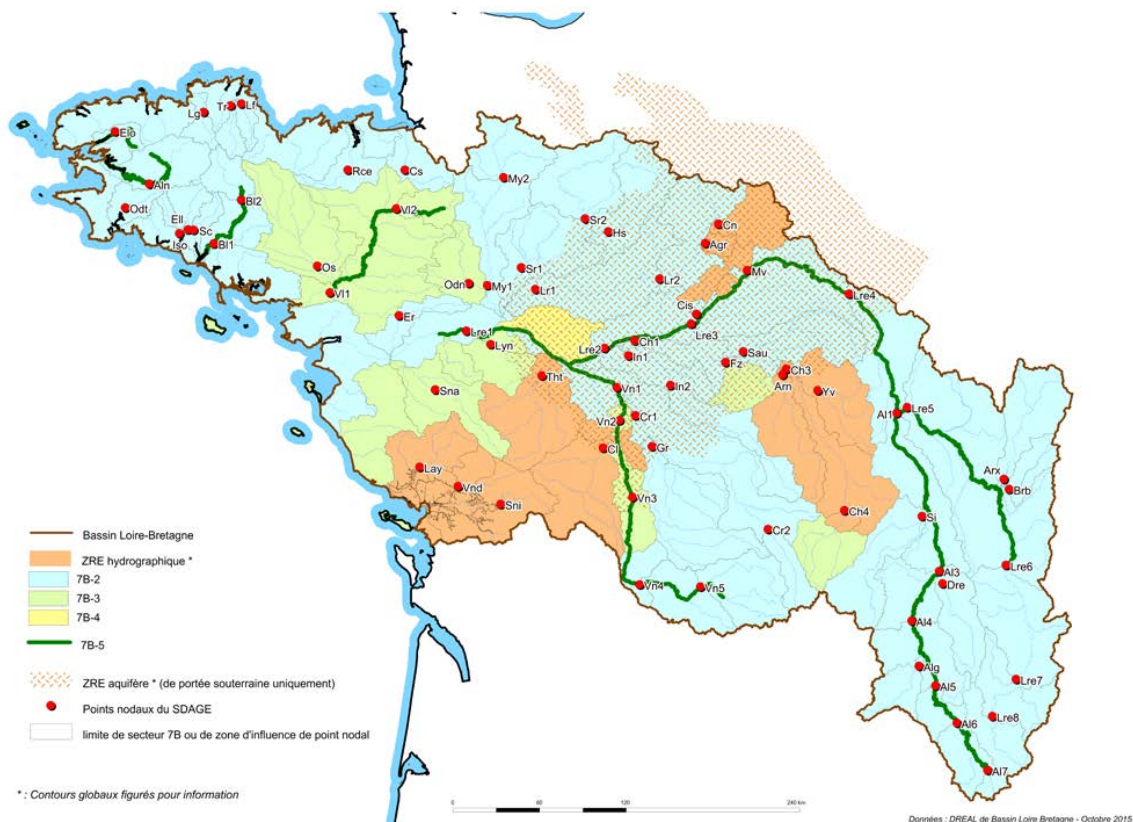 Lf
Tr
Lg
Elo
Rce
Cs
My2
Aln
Bl2
Odt
Vl2
Sr2
Cn
Ell
Sc
Hs
Iso
Bl1
Agr
Os
Sr1
Mv
Odn
My1
Lr1
Lr2
Vl1
Lre4
Er
Cis
Lre3
Lre1
Cn1
Lyn
Lre2
In1
Sau
Fz
Ch3
Tht
Arn
Vn1
In2
Yv
Sna
Lre5
Al1
Cr1
Vn2
Cl
Gr
Lay
Arx
Vnd
Brb
Vn3
Sni
Ch4
Si
Cr2
Lre6
Al3
Dre
Vn4
Vn5
Al4
Alg
Lre7
Al5
Lre8
Al6
Al7
Bassin Loire-Bretagne
ZRE hydrographique *
7B-2
7B-3
7B-4
7B-5
ZRE aquifère * (de portée souterraine uniquement)
Points nodaux du SDAGE
limite de secteur 7B ou de zone d'influence de point nodal
* : Contours globaux figurés pour information
0 60 120 240 km
Données : DREAL de Bassin Loire Bretagne - Octobre 2015